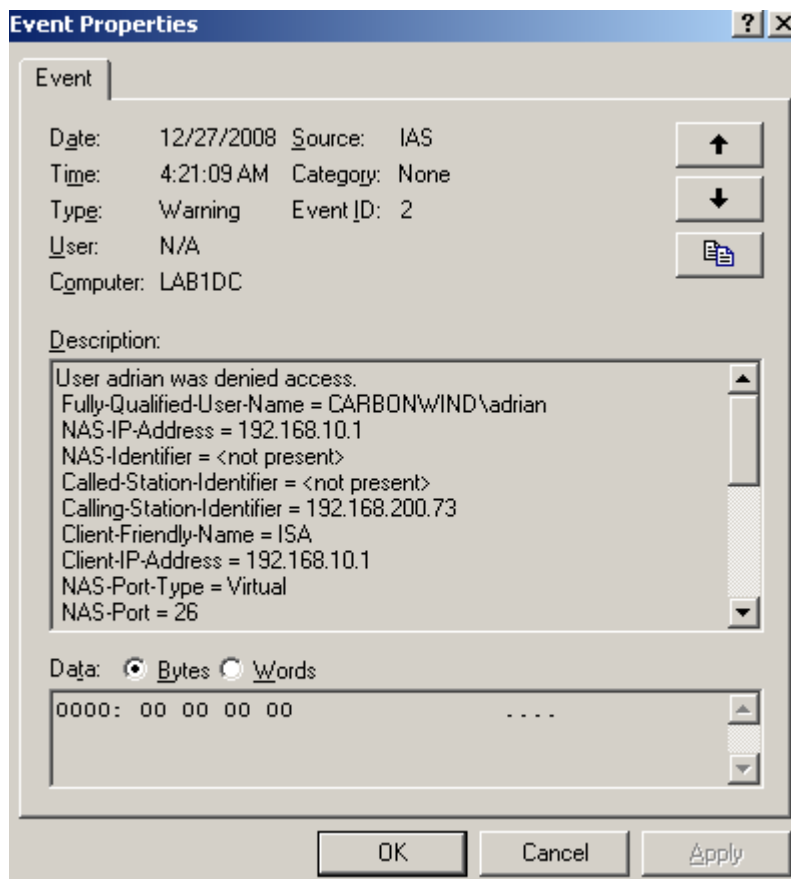 Event Properties
Event
Date: 12/27/2008 Source: IAS
Time: 4:21:09 AM Category: None
Type: Warning Event ID: 2
User: N/A
Computer: LAB1DC
Description:
User adrian was denied access.
Fully-Qualified-User-Name = CARBONWIND\adrian
NAS-IP-Address = 192.168.10.1
NAS-Identifier = <not present>
Called-Station-Identifier = <not present>
Calling-Station-Identifier = 192.168.200.73
Client-Friendly-Name = ISA
Client-IP-Address = 192.168.10.1
NAS-Port-Type = Virtual
NAS-Port = 26
Data: Bytes Words
0000: 00 00 00 00 ....
OK Cancel Apply